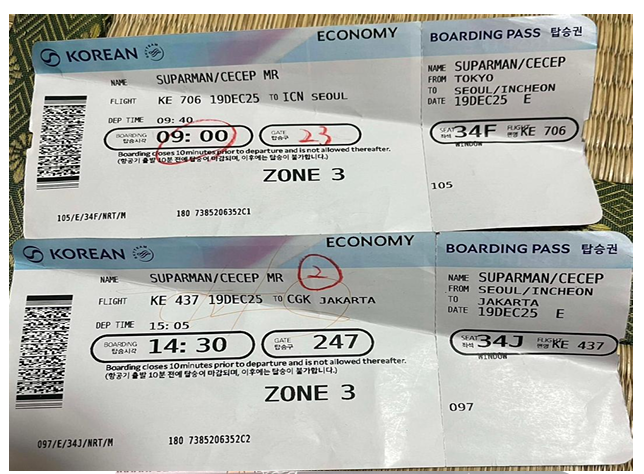 KOREAN
ECONOMY
BOARDING PASS 탑승권
NAME SUPARMAN/CECEP MR
FLIGHT KE 706 19DEC25 TO ICN SEOUL
DEP TIME 09:40
BOARDING 탑승시각 09:00 GATE 탑승구 23
Boarding closes 10 minutes prior to departure and is not allowed thereafter.
(항공기 출발 10분 전에 탑승이 마감되며, 이후에는 탑승이 불가합니다.)
ZONE 3
105/E/34F/NRT/M 180 7385206352C1
NAME SUPARMAN/CECEP
FROM TOKYO
TO SEOUL/INCHEON
DATE 19DEC25 E
SEAT 좌석 34F FLIGHT 편명 KE 706
WINDOW
105
KOREAN
ECONOMY
BOARDING PASS 탑승권
NAME SUPARMAN/CECEP MR 2
FLIGHT KE 437 19DEC25 TO CGK JAKARTA
DEP TIME 15:05
BOARDING 탑승시각 14:30 GATE 탑승구 247
Boarding closes 10 minutes prior to departure and is not allowed thereafter.
(항공기 출발 10분 전에 탑승이 마감되며, 이후에는 탑승이 불가합니다.)
ZONE 3
097/E/34J/NRT/M 180 7385206352C2
NAME SUPARMAN/CECEP
FROM SEOUL/INCHEON
TO JAKARTA
DATE 19DEC25 E
SEAT 좌석 34J FLIGHT 편명 KE 437
WINDOW
097